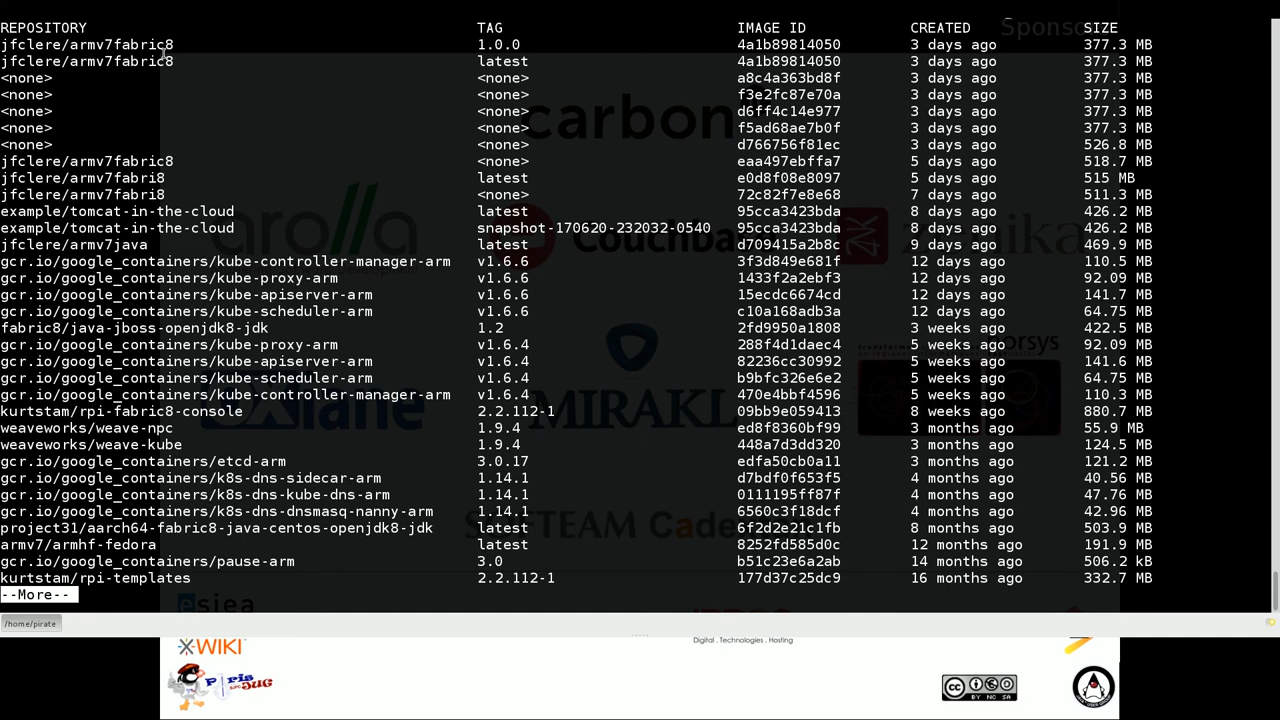 REPOSITORY TAG IMAGE ID CREATED SIZE
jfclere/armv7fabric8 1.0.0 4a1b89814050 3 days ago 377.3 MB
jfclere/armv7fabric8 latest 4a1b89814050 3 days ago 377.3 MB
<none> <none> a8c4a363bd8f 3 days ago 377.3 MB
<none> <none> f3e2fc87e70a 3 days ago 377.3 MB
<none> <none> d6ff4c14e977 3 days ago 377.3 MB
<none> <none> f5ad68ae7b0f 3 days ago 377.3 MB
<none> <none> d766756f81ec 3 days ago 526.8 MB
jfclere/armv7fabric8 <none> eaa497ebffa7 5 days ago 518.7 MB
jfclere/armv7fabri8 latest e0d8f08e8097 5 days ago 515 MB
jfclere/armv7fabri8 <none> 72c82f7e8e68 7 days ago 511.3 MB
example/tomcat-in-the-cloud latest 95cca3423bda 8 days ago 426.2 MB
example/tomcat-in-the-cloud snapshot-170620-232032-0540 95cca3423bda 8 days ago 426.2 MB
jfclere/armv7java latest d709415a2b8c 9 days ago 469.9 MB
gcr.io/google_containers/kube-controller-manager-arm v1.6.6 3f3d849e681f 12 days ago 110.5 MB
gcr.io/google_containers/kube-proxy-arm v1.6.6 1433f2a2ebf3 12 days ago 92.09 MB
gcr.io/google_containers/kube-apiserver-arm v1.6.6 15ecdc6674cd 12 days ago 141.7 MB
gcr.io/google_containers/kube-scheduler-arm v1.6.6 c10a168adb3a 12 days ago 64.75 MB
fabric8/java-jboss-openjdk8-jdk 1.2 2fd9950a1808 3 weeks ago 422.5 MB
gcr.io/google_containers/kube-proxy-arm v1.6.4 288f4d1daec4 5 weeks ago 92.09 MB
gcr.io/google_containers/kube-apiserver-arm v1.6.4 82236cc30992 5 weeks ago 141.6 MB
gcr.io/google_containers/kube-scheduler-arm v1.6.4 b9bfc326e6e2 5 weeks ago 64.75 MB
gcr.io/google_containers/kube-controller-manager-arm v1.6.4 470e4bbf4965 5 weeks ago 110.3 MB
kurtstam/rpi-fabric8-console 2.2.112-1 09bb9e059413 8 weeks ago 880.7 MB
weaveworks/weave-npc 1.9.4 ed8f8360bf99 3 months ago 55.9 MB
weaveworks/weave-kube 1.9.4 448a7d3dd320 3 months ago 124.5 MB
gcr.io/google_containers/etcd-arm 3.0.17 edfa50cb0a11 3 months ago 121.2 MB
gcr.io/google_containers/k8s-dns-sidecar-arm 1.14.1 d7bdf0f653f5 4 months ago 40.56 MB
gcr.io/google_containers/k8s-dns-kube-dns-arm 1.14.1 0111195ff87f 4 months ago 47.76 MB
gcr.io/google_containers/k8s-dns-dnsmasq-nanny-arm 1.14.1 6560c3f18dcf 4 months ago 42.96 MB
project31/aarch64-fabric8-java-centos-openjdk8-jdk latest 6f2d2e21c1fb 8 months ago 503.9 MB
armv7/armhf-fedora latest 8252fd585d0c 12 months ago 191.9 MB
gcr.io/google_containers/pause-arm 3.0 b51c23e6a2ab 14 months ago 506.2 kB
kurtstam/rpi-templates 2.2.112-1 177d37c25dc9 16 months ago 332.7 MB
--More--
/home/pirate
Sponso
carbon
arolla
Couchba
zenika
Oxiane
MIRAKL
norsys
SOFTEAM Cade
esiea
Digital . Technologies . Hosting
XWIKI
Paris JUG
cc BY NC SA